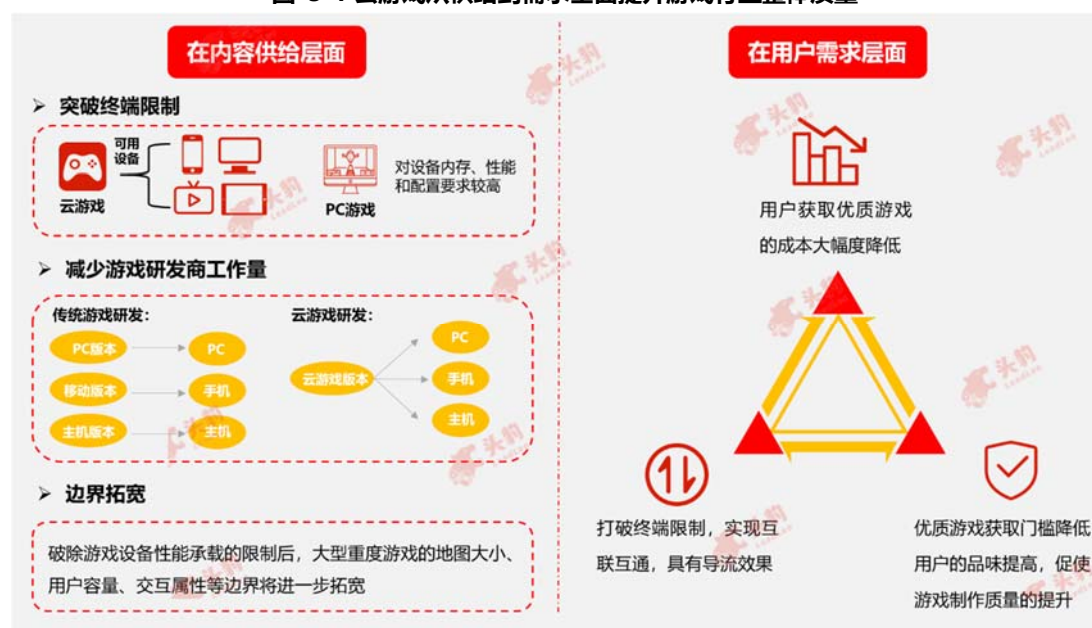 在内容供给层面
突破终端限制
可用
设备
云游戏
PC游戏
对设备内存、性能
和配置要求较高
减少游戏研发商工作量
传统游戏研发：
PC版本
PC
移动版本
手机
主机版本
主机
云游戏研发：
云游戏版本
PC
手机
主机
边界拓宽
破除游戏设备性能承载的限制后，大型重度游戏的地图大小、
用户容量、交互属性等边界将进一步拓宽
在用户需求层面
用户获取优质游戏
的成本大幅度降低
打破终端限制，实现互
联互通，具有导流效果
优质游戏获取门槛降低
用户的品味提高，促使
游戏制作质量的提升
头豹
LeadLeo